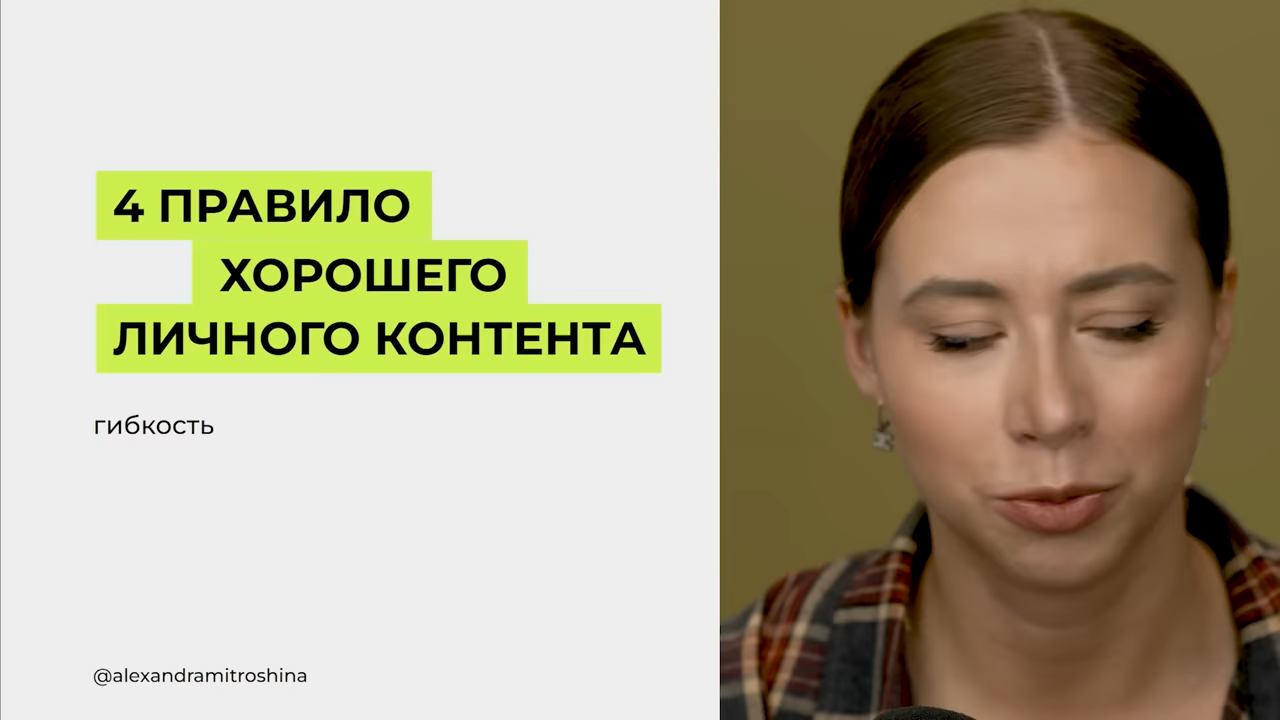 4 ПРАВИЛО
ХОРОШЕГО
ЛИЧНОГО КОНТЕНТА
гибкость
@alexandramitroshina